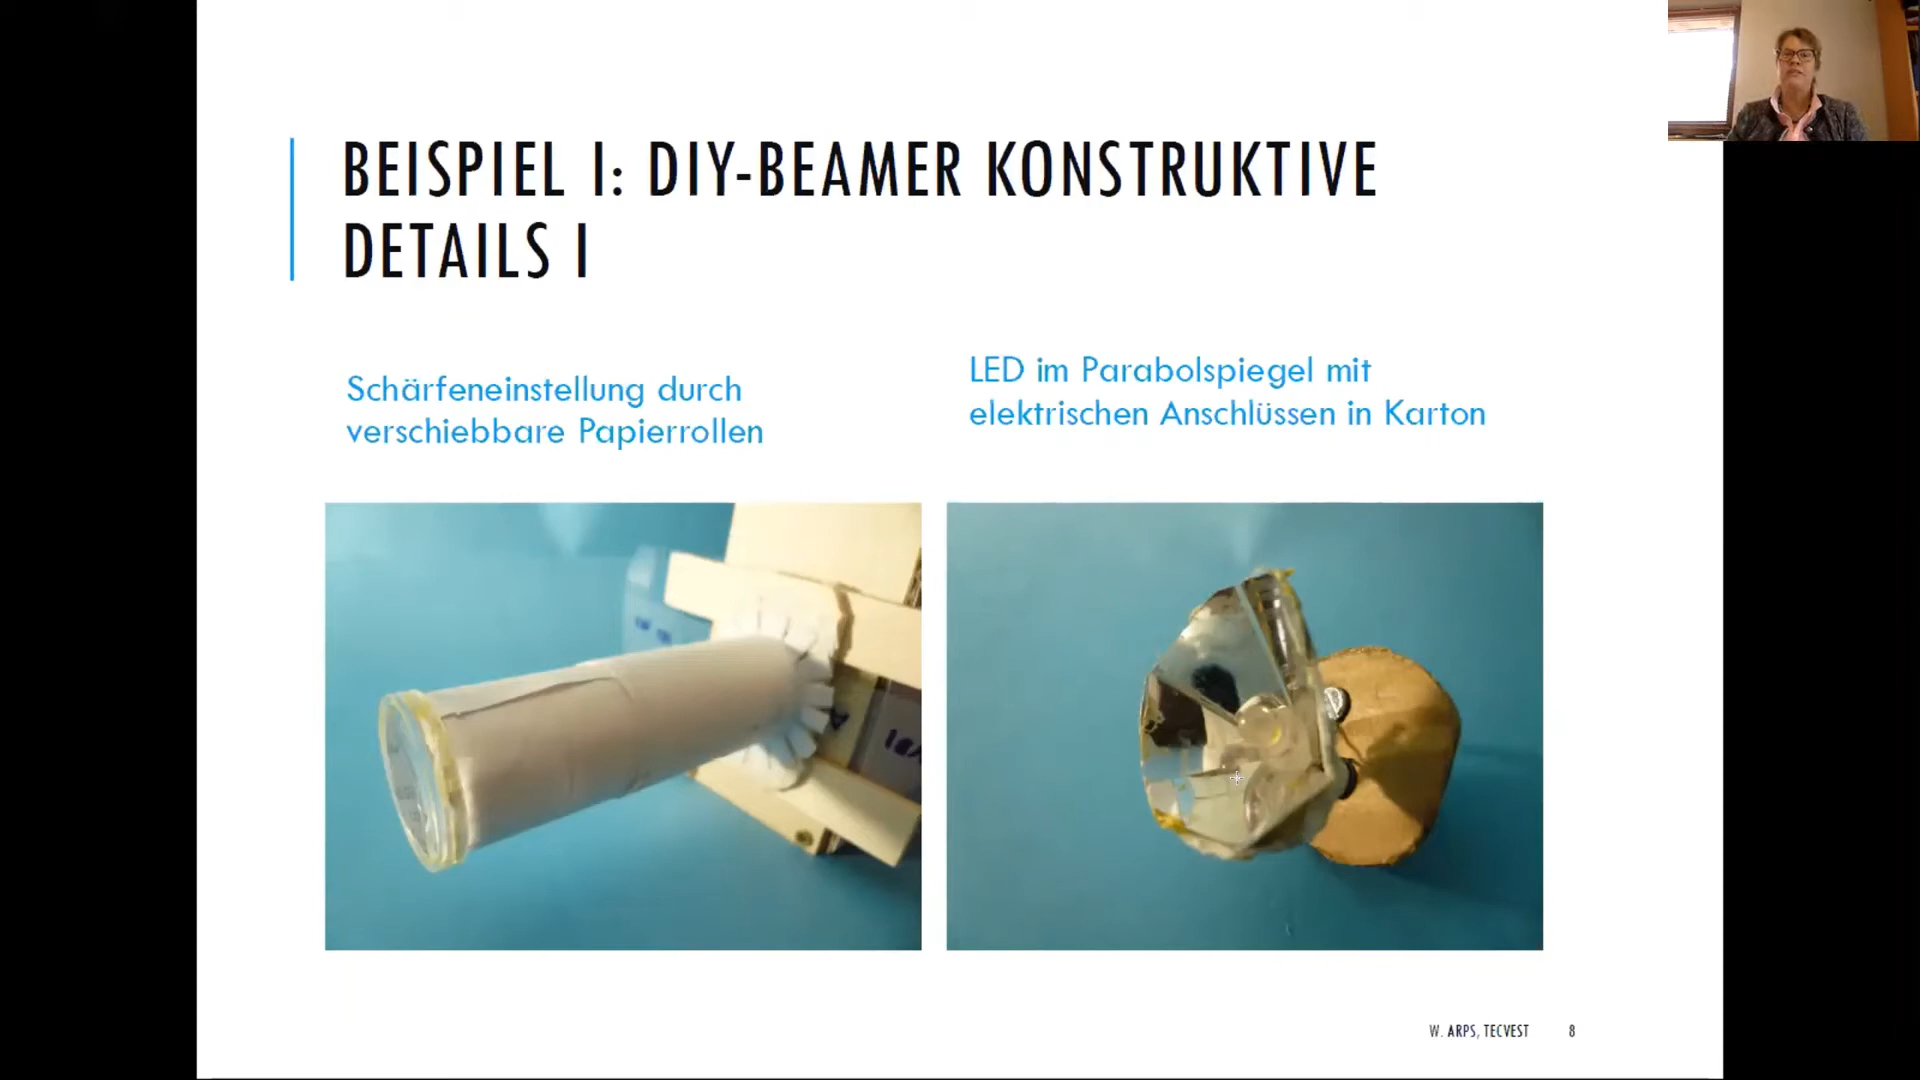 BEISPIEL I: DIY-BEAMER KONSTRUKTIVE
DETAILS I
Schärfeneinstellung durch
verschiebbare Papierrollen
LED im Parabolspiegel mit
elektrischen Anschlüssen in Karton
W. ARPS, TECVEST 8